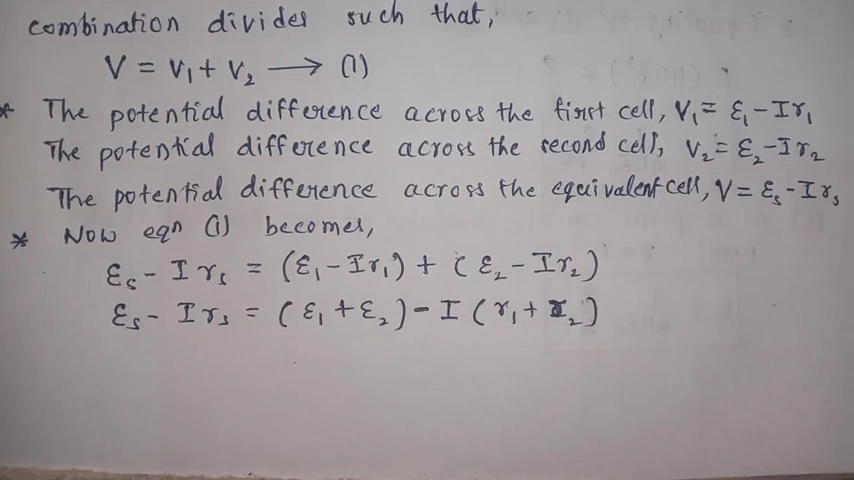 combination divides such that,
V = V₁ + V₂ ⟶ (1)
* The potential difference across the first cell, V₁ = ε₁ - Ir₁
The potential difference across the second cell, V₂ = ε₂ - Ir₂
The potential difference across the equivalent cell, V = εₛ - Irₛ
* Now eqn (1) becomes,
εₛ - Irₛ = (ε₁ - Ir₁) + (ε₂ - Ir₂)
εₛ - Irₛ = (ε₁ + ε₂) - I (r₁ + r₂)